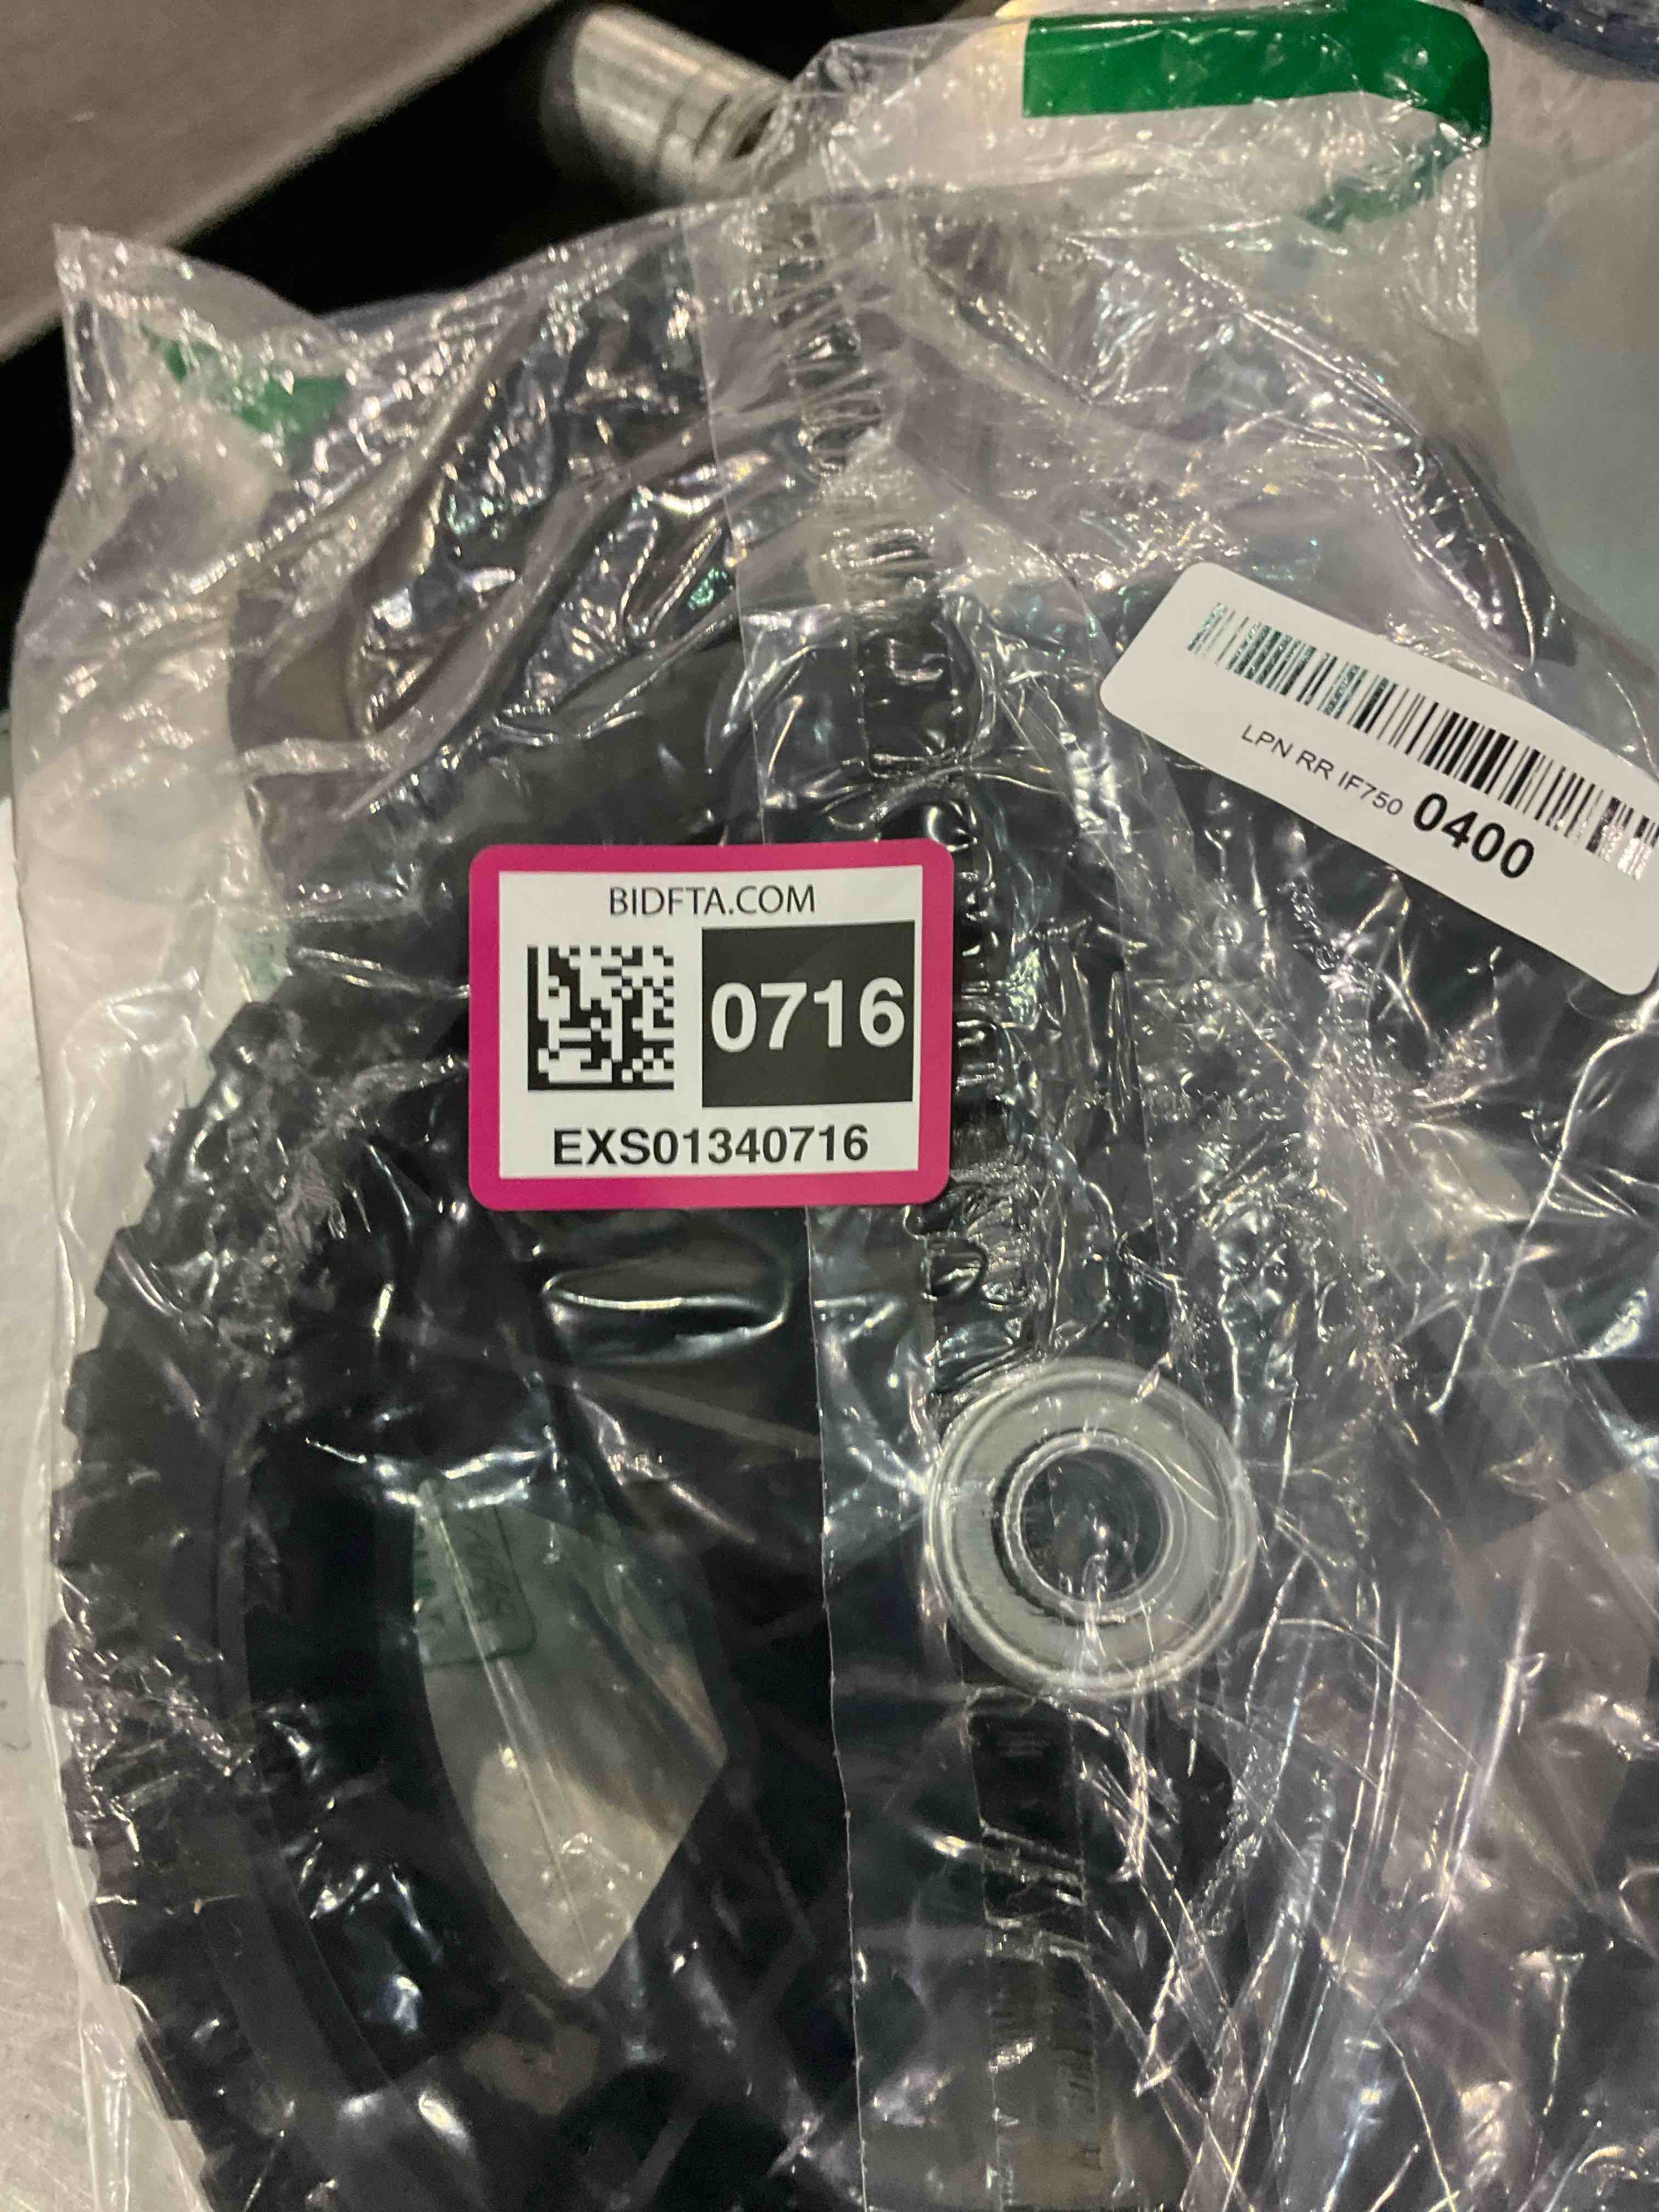 LPN RR IF750 0400
BIDFTA.COM
0716
EXS01340716